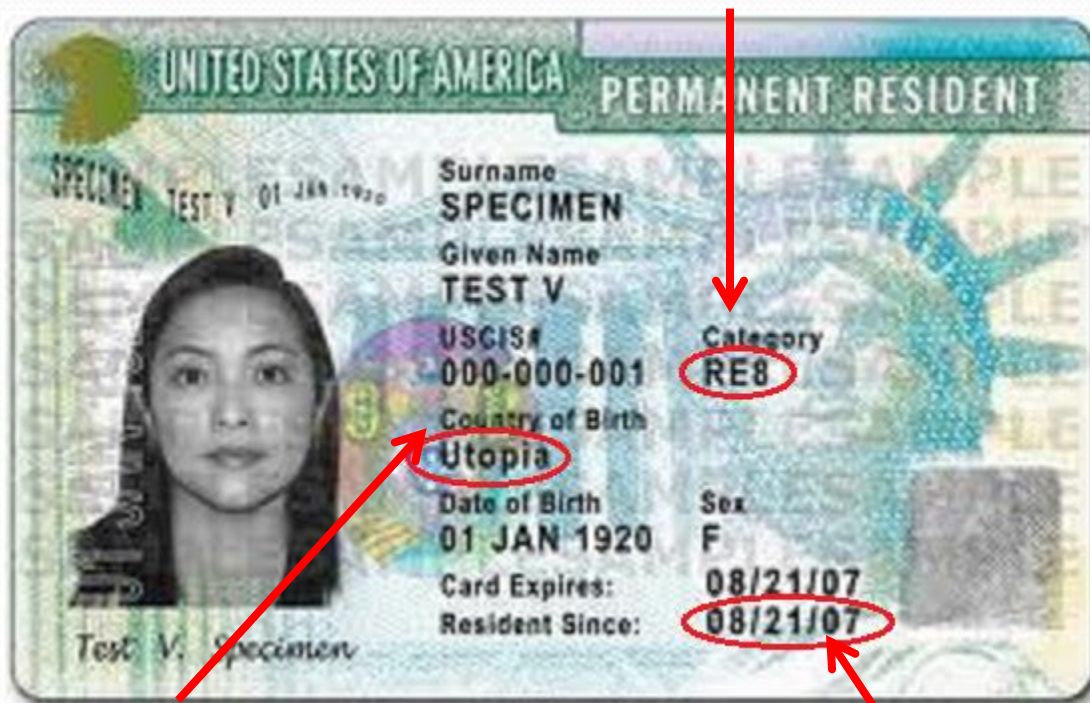 UNITED STATES OF AMERICA
PERMANENT RESIDENT
SPECIMEN TEST V 01 JAN 1920
Surname
SPECIMEN
Given Name
TEST V
USCIS# Category
000-000-001 RE8
Country of Birth
Utopia
Date of Birth Sex
01 JAN 1920 F
Card Expires: 08/21/07
Resident Since: 08/21/07
Test V. Specimen